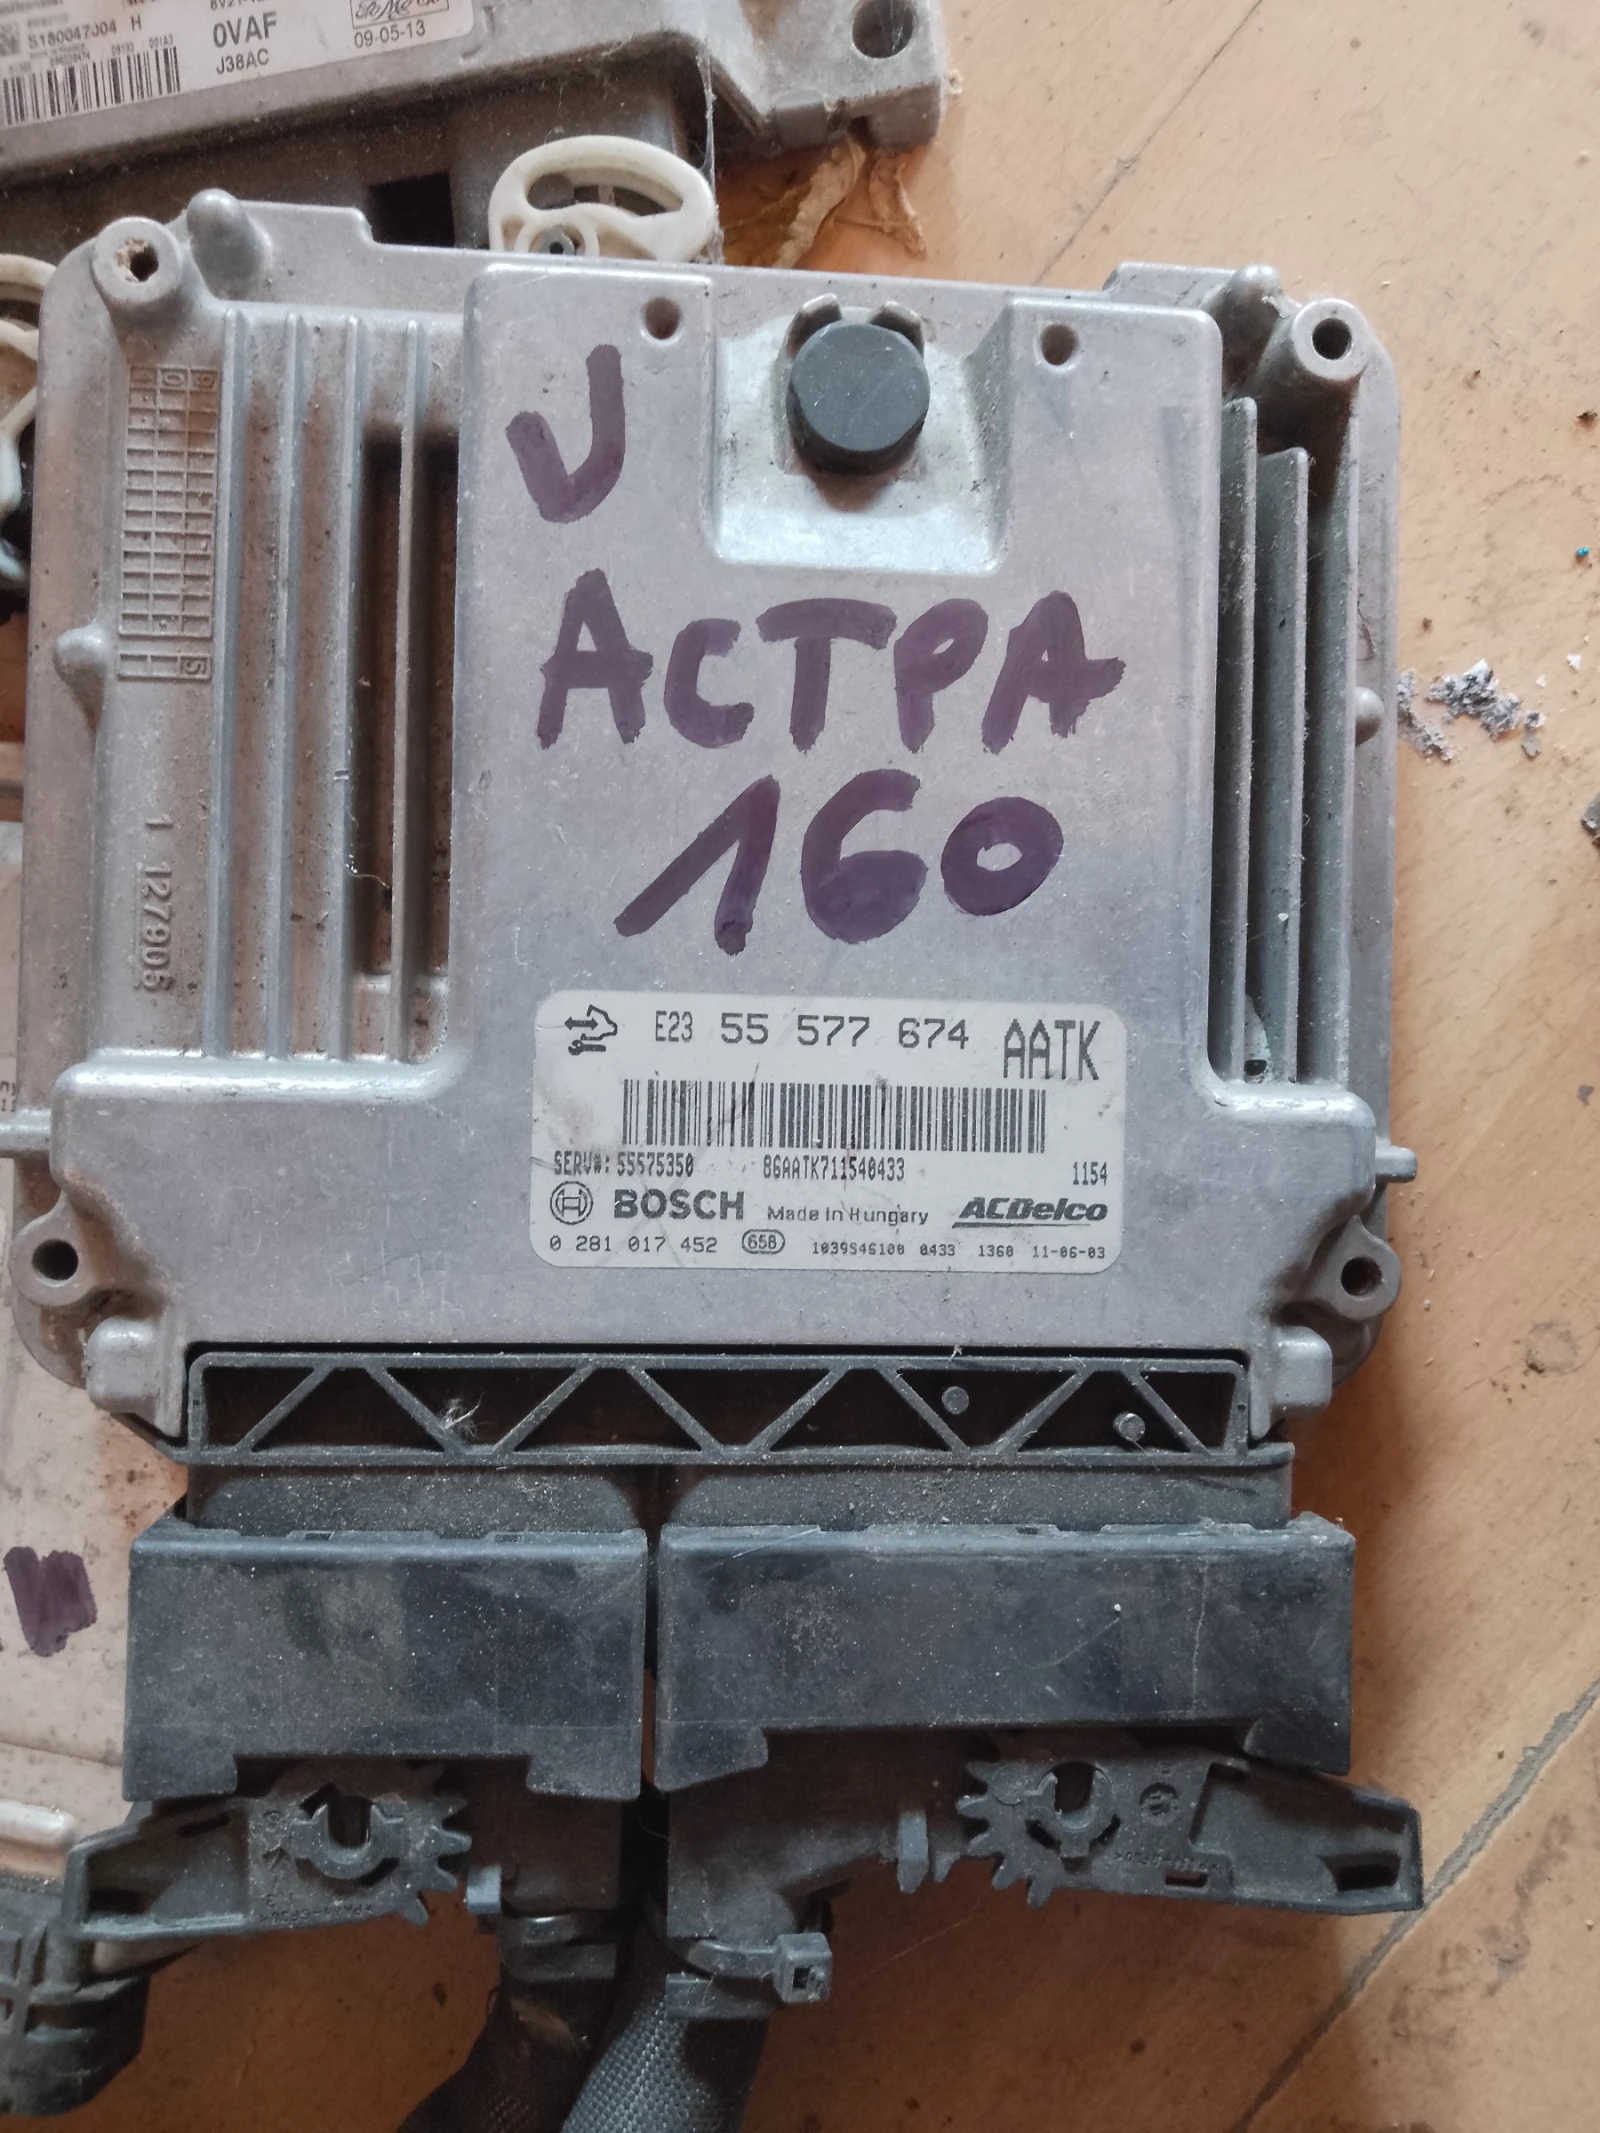 S180047J04 H
0VAF
J38AC
09-05-13
J
АСТРА
160
1 127905
E23 55 577 674 AATK
SERV#: 55575350 86AATK711540433 1154
BOSCH Made in Hungary ACDelco
0 281 017 452 658 1039S46108 0433 1360 11-06-03